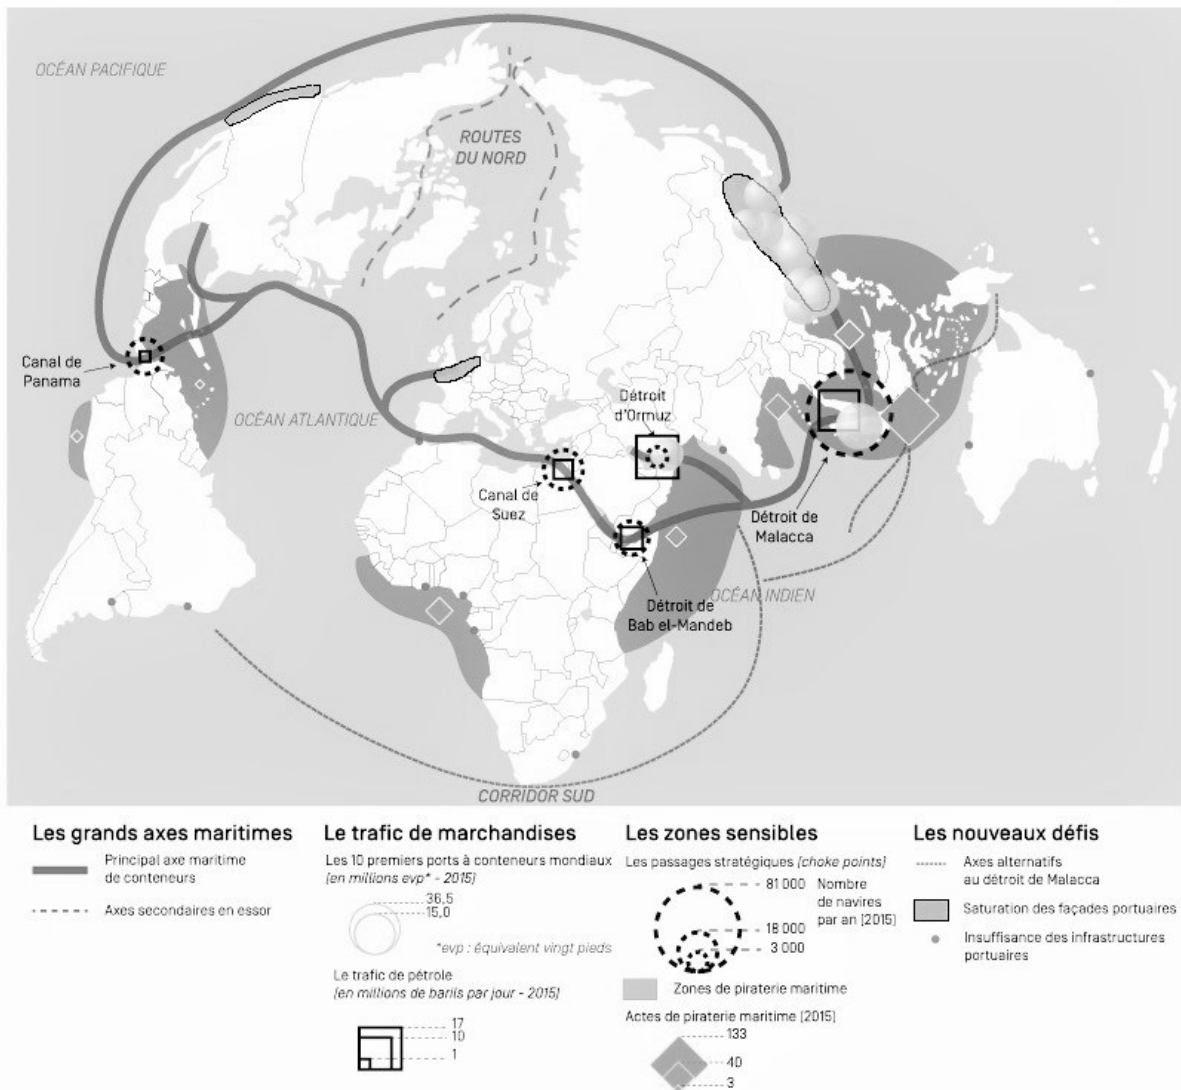 OCÉAN PACIFIQUE
ROUTES
DU NORD
Canal de
Panama
OCÉAN ATLANTIQUE
Détroit
d'Ormuz
Canal de
Suez
Détroit de
Malacca
OCÉAN INDIEN
Détroit de
Bab el-Mandeb
CORRIDOR SUD
Les grands axes maritimes
Principal axe maritime
de conteneurs
Axes secondaires en essor
Le trafic de marchandises
Les 10 premiers ports à conteneurs mondiaux
(en millions evp* - 2015)
36,5
15,0
*evp : équivalent vingt pieds
Le trafic de pétrole
(en millions de barils par jour - 2015)
17
10
1
Les zones sensibles
Les passages stratégiques (choke points)
81 000
18 000
3 000
Nombre
de navires
par an (2015)
Zones de piraterie maritime
Actes de piraterie maritime (2015)
133
40
3
Les nouveaux défis
Axes alternatifs
au détroit de Malacca
Saturation des façades portuaires
Insuffisance des infrastructures
portuaires